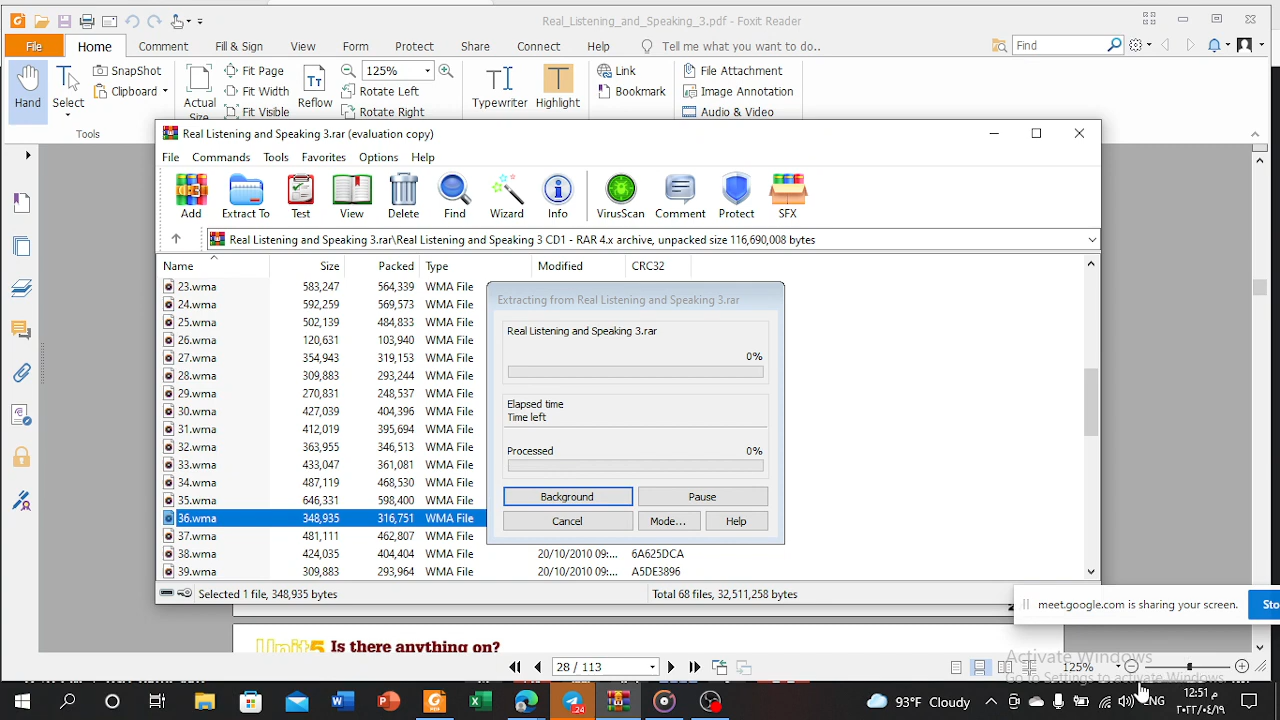 Real_Listening_and_Speaking_3.pdf - Foxit Reader
File Home Comment Fill & Sign View Form Protect Share Connect Help Tell me what you want to do.. Find
Hand
Select
SnapShot
Clipboard
Tools
Actual
Size
Fit Page
Fit Width
Fit Visible
Reflow
125%
Rotate Left
Rotate Right
Typewriter
Highlight
Link
Bookmark
File Attachment
Image Annotation
Audio & Video
Real Listening and Speaking 3.rar (evaluation copy)
File Commands Tools Favorites Options Help
Add Extract To Test View Delete Find Wizard Info VirusScan Comment Protect SFX
Real Listening and Speaking 3.rar\Real Listening and Speaking 3 CD1 - RAR 4.x archive, unpacked size 116,690,008 bytes
Name Size Packed Type Modified CRC32
23.wma 583,247 564,339 WMA File
24.wma 592,259 569,573 WMA File
25.wma 502,139 484,833 WMA File
26.wma 120,631 103,940 WMA File
27.wma 354,943 319,153 WMA File
28.wma 309,883 293,244 WMA File
29.wma 270,831 248,537 WMA File
30.wma 427,039 404,396 WMA File
31.wma 412,019 395,694 WMA File
32.wma 363,955 346,513 WMA File
33.wma 433,047 361,081 WMA File
34.wma 487,119 468,530 WMA File
35.wma 646,331 598,400 WMA File
36.wma 348,935 316,751 WMA File
37.wma 481,111 462,807 WMA File
38.wma 424,035 404,404 WMA File 20/10/2010 09:... 6A625DCA
39.wma 309,883 293,964 WMA File 20/10/2010 09:... A5DE3896
Extracting from Real Listening and Speaking 3.rar
Real Listening and Speaking 3.rar
0%
Elapsed time
Time left
Processed 0%
Background Pause
Cancel Mode... Help
Selected 1 file, 348,935 bytes Total 68 files, 32,511,258 bytes
meet.google.com is sharing your screen. Sto
Unit5 Is there anything on?
28 / 113 125%
Activate Windows
Go to Settings to activate Windows.
24
93°F Cloudy
ENG
12:51 م